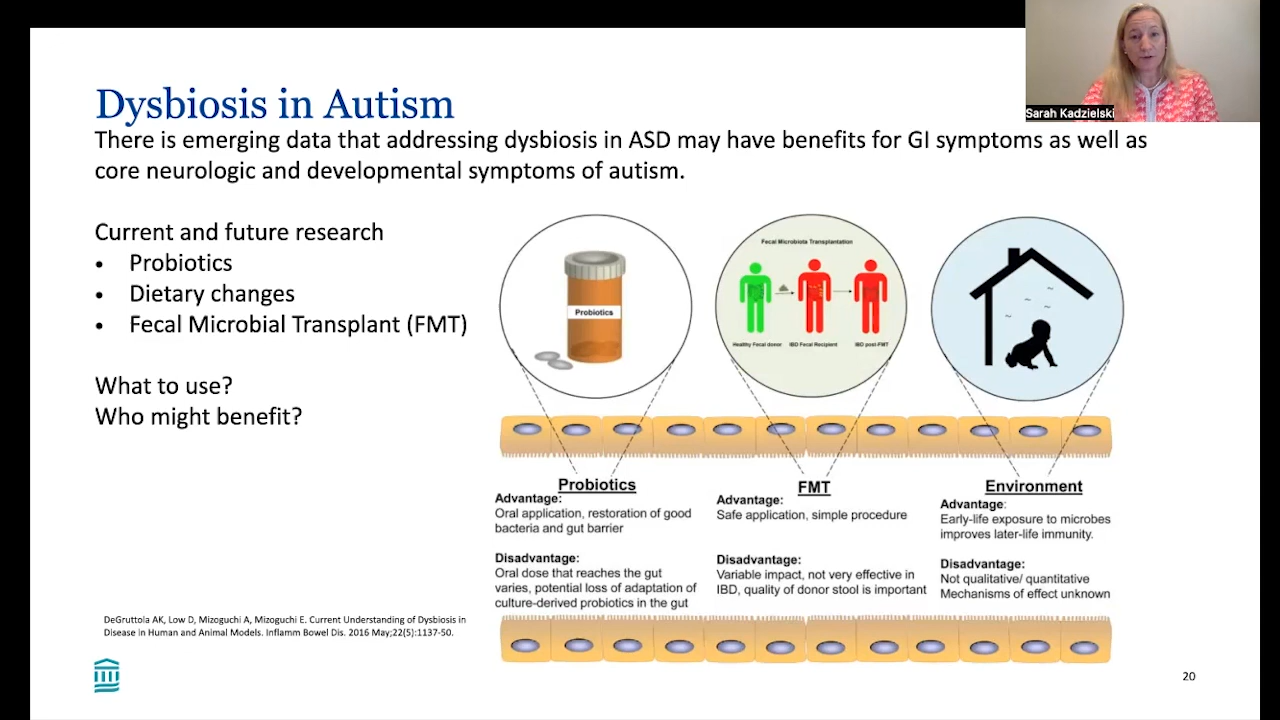 Sarah Kadzielski
Dysbiosis in Autism
There is emerging data that addressing dysbiosis in ASD may have benefits for GI symptoms as well as
core neurologic and developmental symptoms of autism.
Current and future research
• Probiotics
• Dietary changes
• Fecal Microbial Transplant (FMT)
What to use?
Who might benefit?
Probiotics
Fecal Microbiota Transplantation
Healthy Fecal donor
IBD Fecal Recipient
IBD post-FMT
Probiotics
Advantage:
Oral application, restoration of good
bacteria and gut barrier
Disadvantage:
Oral dose that reaches the gut
varies, potential loss of adaptation of
culture-derived probiotics in the gut
FMT
Advantage:
Safe application, simple procedure
Disadvantage:
Variable impact, not very effective in
IBD, quality of donor stool is important
Environment
Advantage:
Early-life exposure to microbes
improves later-life immunity.
Disadvantage:
Not qualitative/ quantitative
Mechanisms of effect unknown
DeGruttola AK, Low D, Mizoguchi A, Mizoguchi E. Current Understanding of Dysbiosis in
Disease in Human and Animal Models. Inflamm Bowel Dis. 2016 May;22(5):1137-50.
20